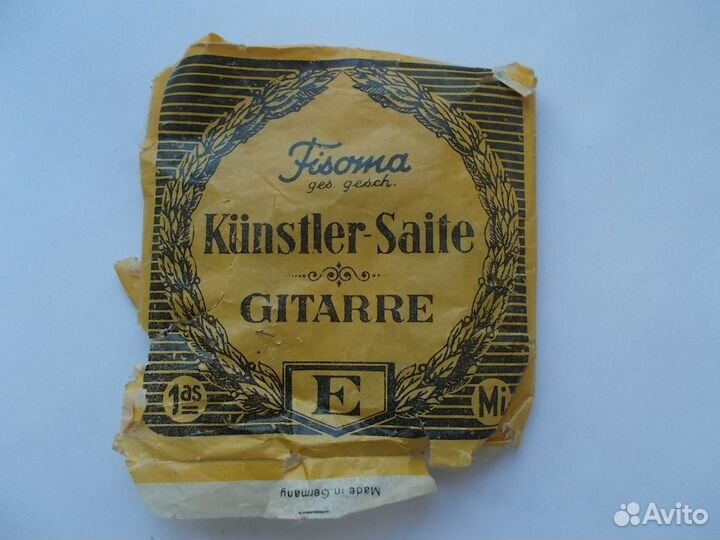 Fisoma
ges. gesch.
Künstler-Saite
GITARRE
1as E Mi
Made in Germany
Avito